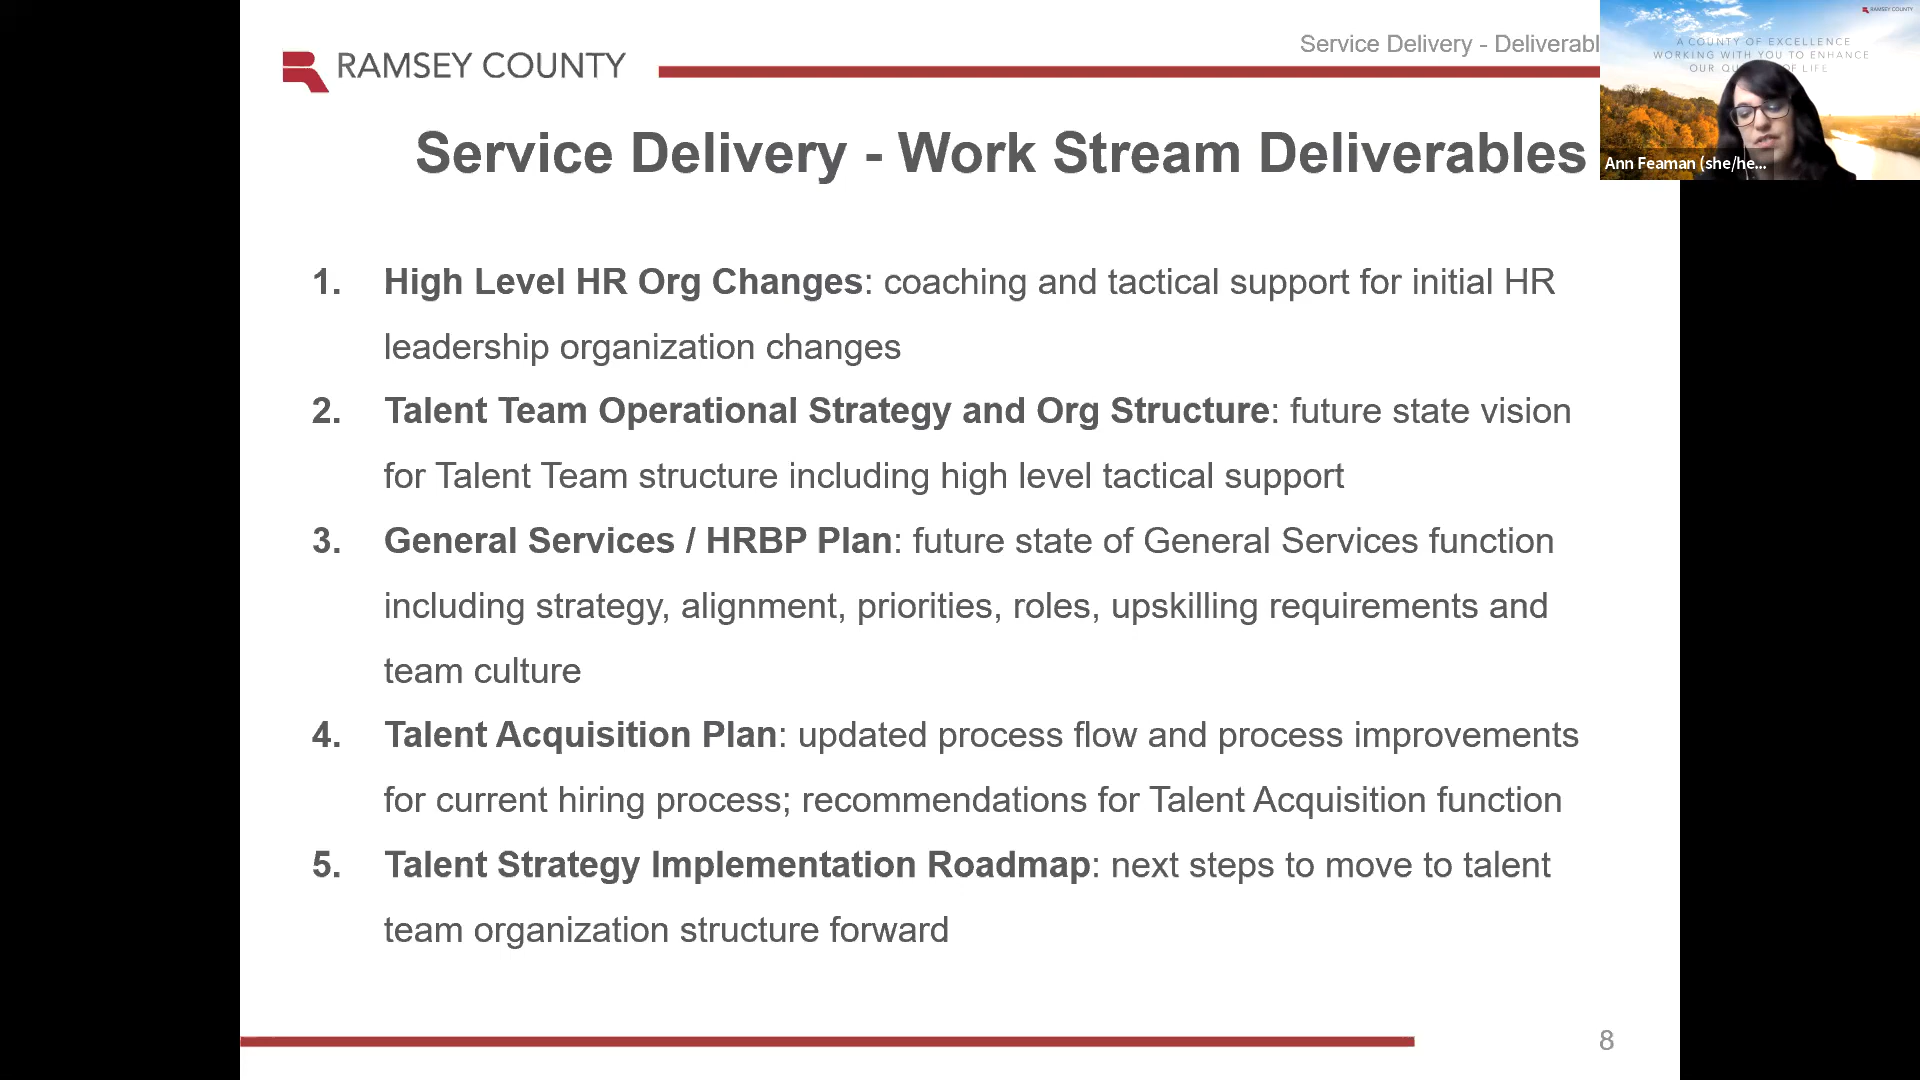 RAMSEY COUNTY
Service Delivery - Deliverabl
RAMSEY COUNTY
A COUNTY OF EXCELLENCE
WORKING WITH YOU TO ENHANCE
OUR QU OF LIFE
Ann Feaman (she/he...
Service Delivery - Work Stream Deliverables
1. High Level HR Org Changes: coaching and tactical support for initial HR
leadership organization changes
2. Talent Team Operational Strategy and Org Structure: future state vision
for Talent Team structure including high level tactical support
3. General Services / HRBP Plan: future state of General Services function
including strategy, alignment, priorities, roles, upskilling requirements and
team culture
4. Talent Acquisition Plan: updated process flow and process improvements
for current hiring process; recommendations for Talent Acquisition function
5. Talent Strategy Implementation Roadmap: next steps to move to talent
team organization structure forward
8